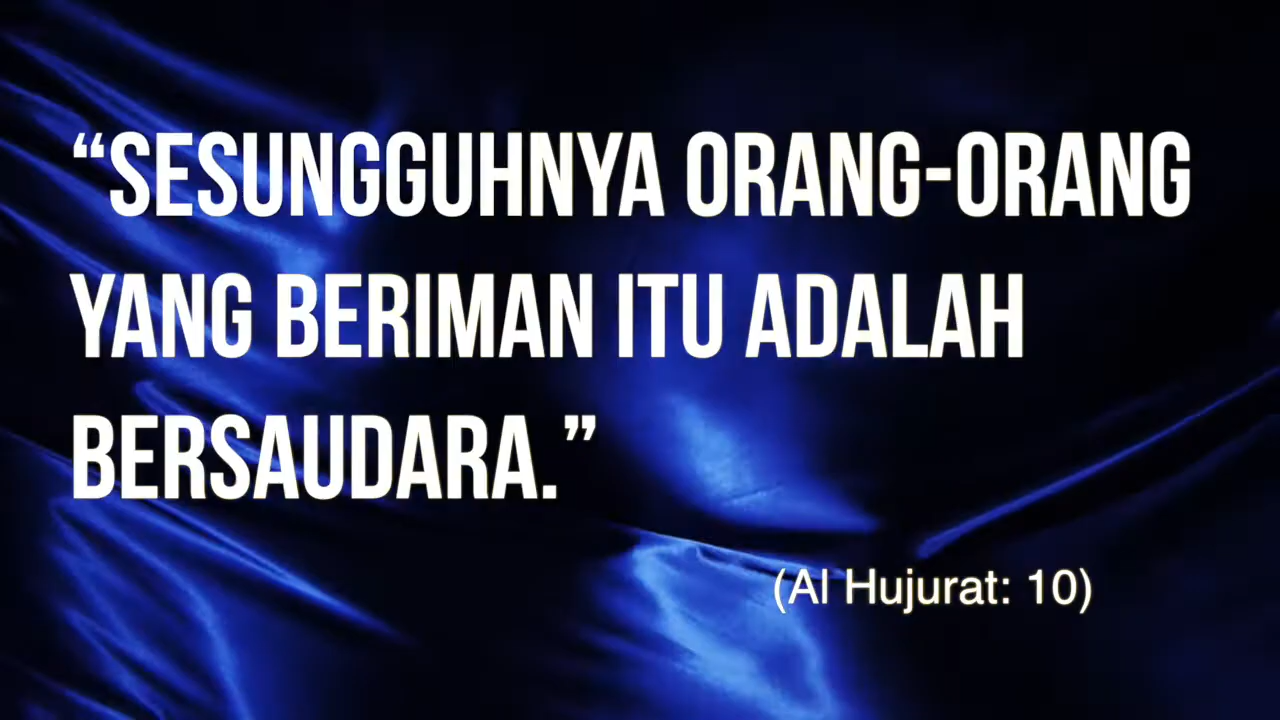 “SESUNGGUHNYA ORANG-ORANG
YANG BERIMAN ITU ADALAH
BERSAUDARA.”
(Al Hujurat: 10)